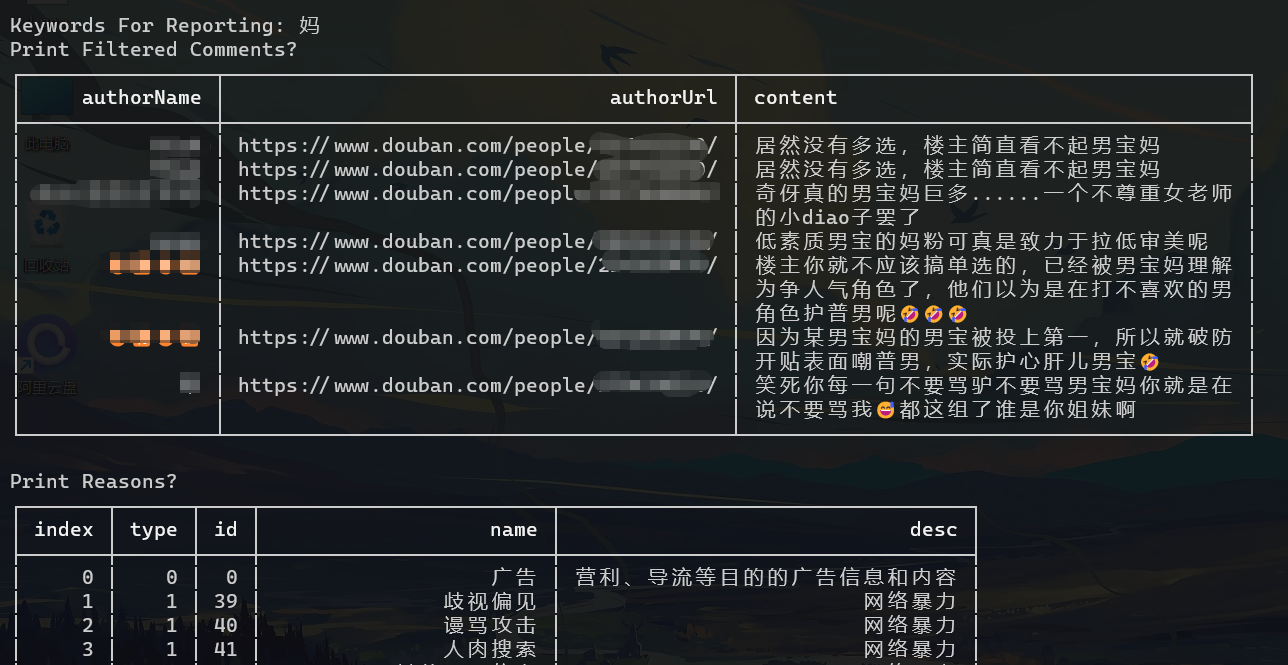 Keywords For Reporting: 妈
Print Filtered Comments?
authorName authorUrl content
此电脑 https://www.douban.com/people/ / 居然没有多选，楼主简直看不起男宝妈
https://www.douban.com/people/ / 居然没有多选，楼主简直看不起男宝妈
https://www.douban.com/people 奇伢真的男宝妈巨多......一个不尊重女老师
的小diao子罢了
https://www.douban.com/people/ / 低素质男宝的妈粉可真是致力于拉低审美呢
回收站 https://www.douban.com/people/2 / 楼主你就不应该搞单选的，已经被男宝妈理解
为争人气角色了，他们以为是在打不喜欢的男
角色护普男呢🤣🤣🤣
https://www.douban.com/people/ / 因为某男宝妈的男宝被投上第一，所以就破防
开贴表面嘲普男，实际护心肝儿男宝🤣
阿里云盘 https://www.douban.com/people/ / 笑死你每一句不要骂驴不要骂男宝妈你就是在
说不要骂我😅都这组了谁是你姐妹啊
Print Reasons?
index type id name desc
0 0 0 广告 营利、导流等目的的广告信息和内容
1 1 39 歧视偏见 网络暴力
2 1 40 谩骂攻击 网络暴力
3 1 41 人肉搜索 网络暴力